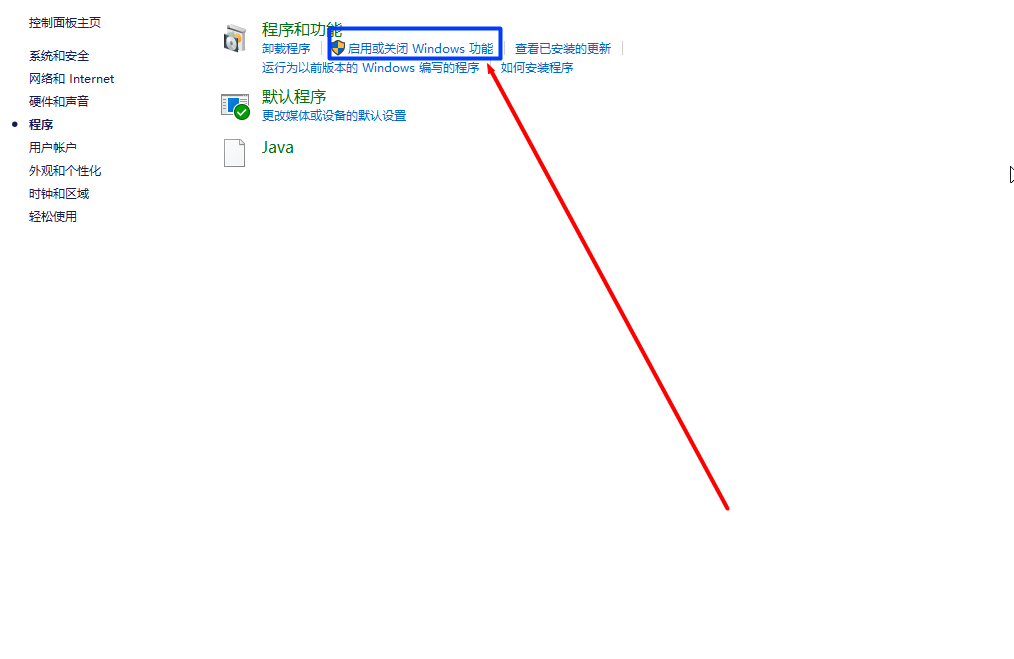 控制面板主页
系统和安全
网络和 Internet
硬件和声音
程序
用户帐户
外观和个性化
时钟和区域
轻松使用
程序和功能
卸载程序 启用或关闭 Windows 功能 查看已安装的更新
运行为以前版本的 Windows 编写的程序 如何安装程序
默认程序
更改媒体或设备的默认设置
Java